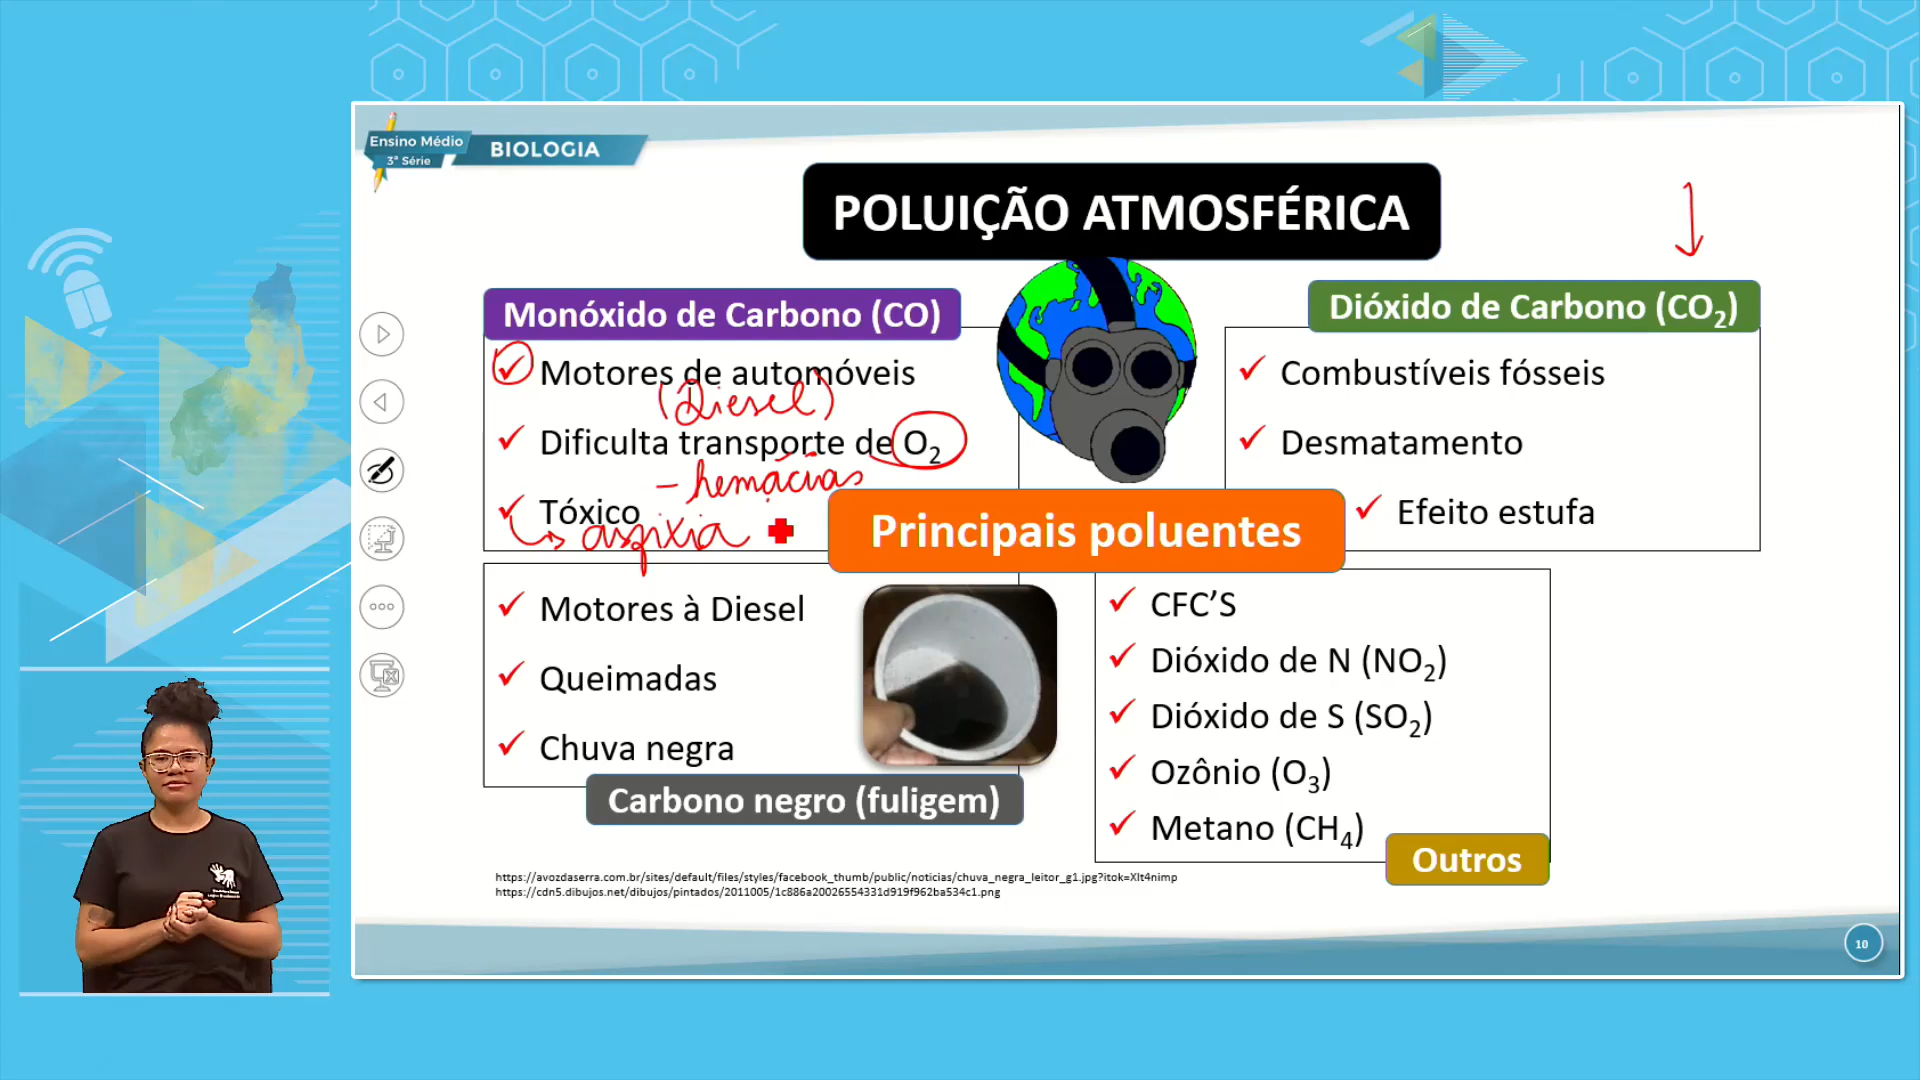 Ensino Médio
3ª Série
BIOLOGIA
POLUIÇÃO ATMOSFÉRICA
Monóxido de Carbono (CO)
Motores de automóveis
(Diesel)
Dificulta transporte de O₂
- hemácias
Tóxico
asfixia
Dióxido de Carbono (CO₂)
Combustíveis fósseis
Desmatamento
Efeito estufa
Principais poluentes
Motores à Diesel
Queimadas
Chuva negra
Carbono negro (fuligem)
CFC’S
Dióxido de N (NO₂)
Dióxido de S (SO₂)
Ozônio (O₃)
Metano (CH₄)
Outros
https://avozdaserra.com.br/sites/default/files/styles/facebook_thumb/public/noticias/chuva_negra_leitor_g1.jpg?itok=Xlt4nimp
https://cdn5.dibujos.net/dibujos/pintados/2011005/1c886a20026554331d919f962ba534c1.png
10